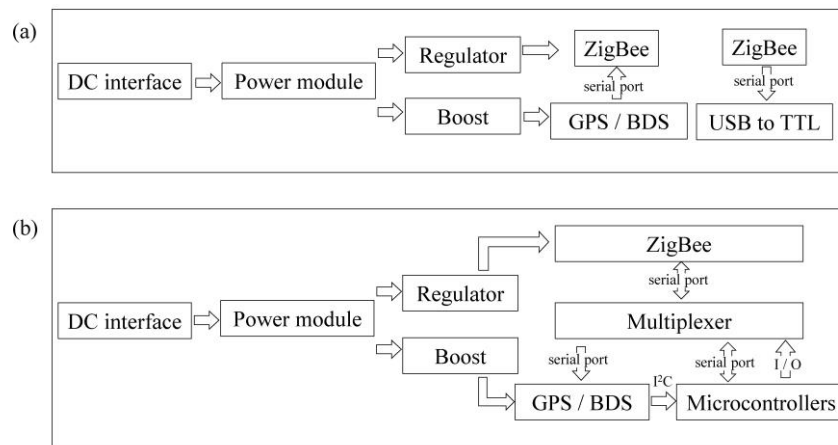 (a)
Regulator
ZigBee
ZigBee
DC interface
Power module
serial port
serial port
Boost
GPS / BDS
USB to TTL
(b)
ZigBee
Regulator
serial port
DC interface
Power module
Multiplexer
Boost
serial port
serial port
I / O
I²C
GPS / BDS
Microcontrollers